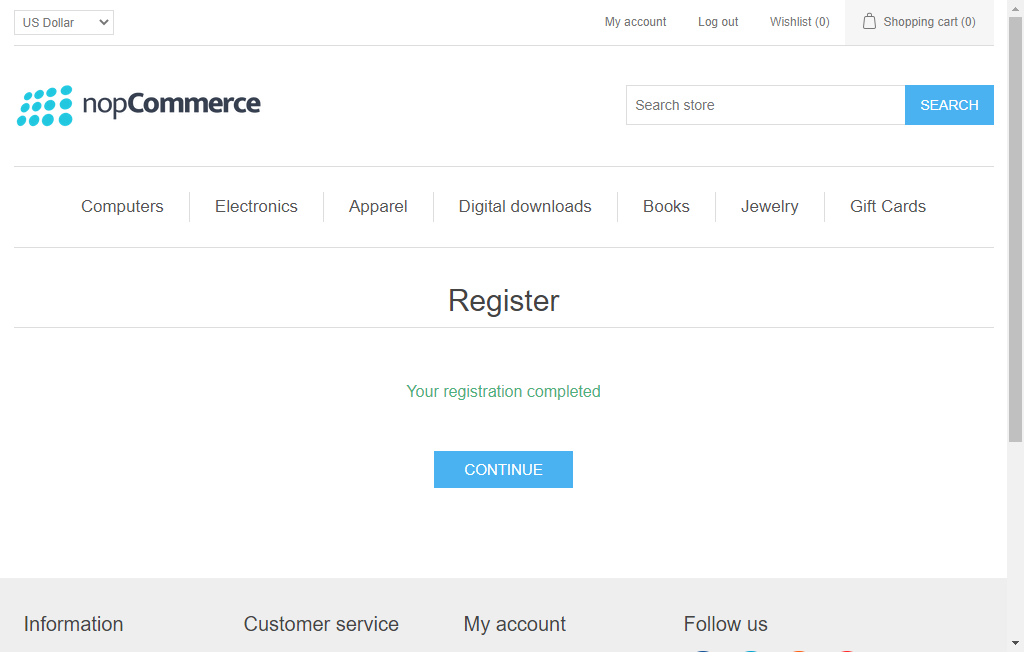 US Dollar
My account
Log out
Wishlist (0)
Shopping cart (0)
nopCommerce
Search store
SEARCH
Computers
Electronics
Apparel
Digital downloads
Books
Jewelry
Gift Cards
Register
Your registration completed
CONTINUE
Information
Customer service
My account
Follow us